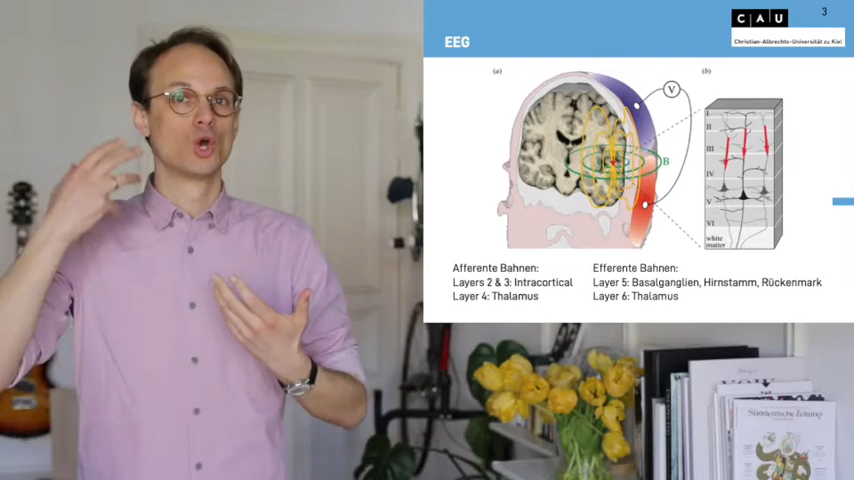 3
CAU
Christian-Albrechts-Universität zu Kiel
EEG
(a)
(b)
V
B
I
II
III
IV
V
VI
white
matter
Afferente Bahnen:
Layers 2 & 3: Intracortical
Layer 4: Thalamus
Efferente Bahnen:
Layer 5: Basalganglien, Hirnstamm, Rückenmark
Layer 6: Thalamus
Süddeutsche Zeitung